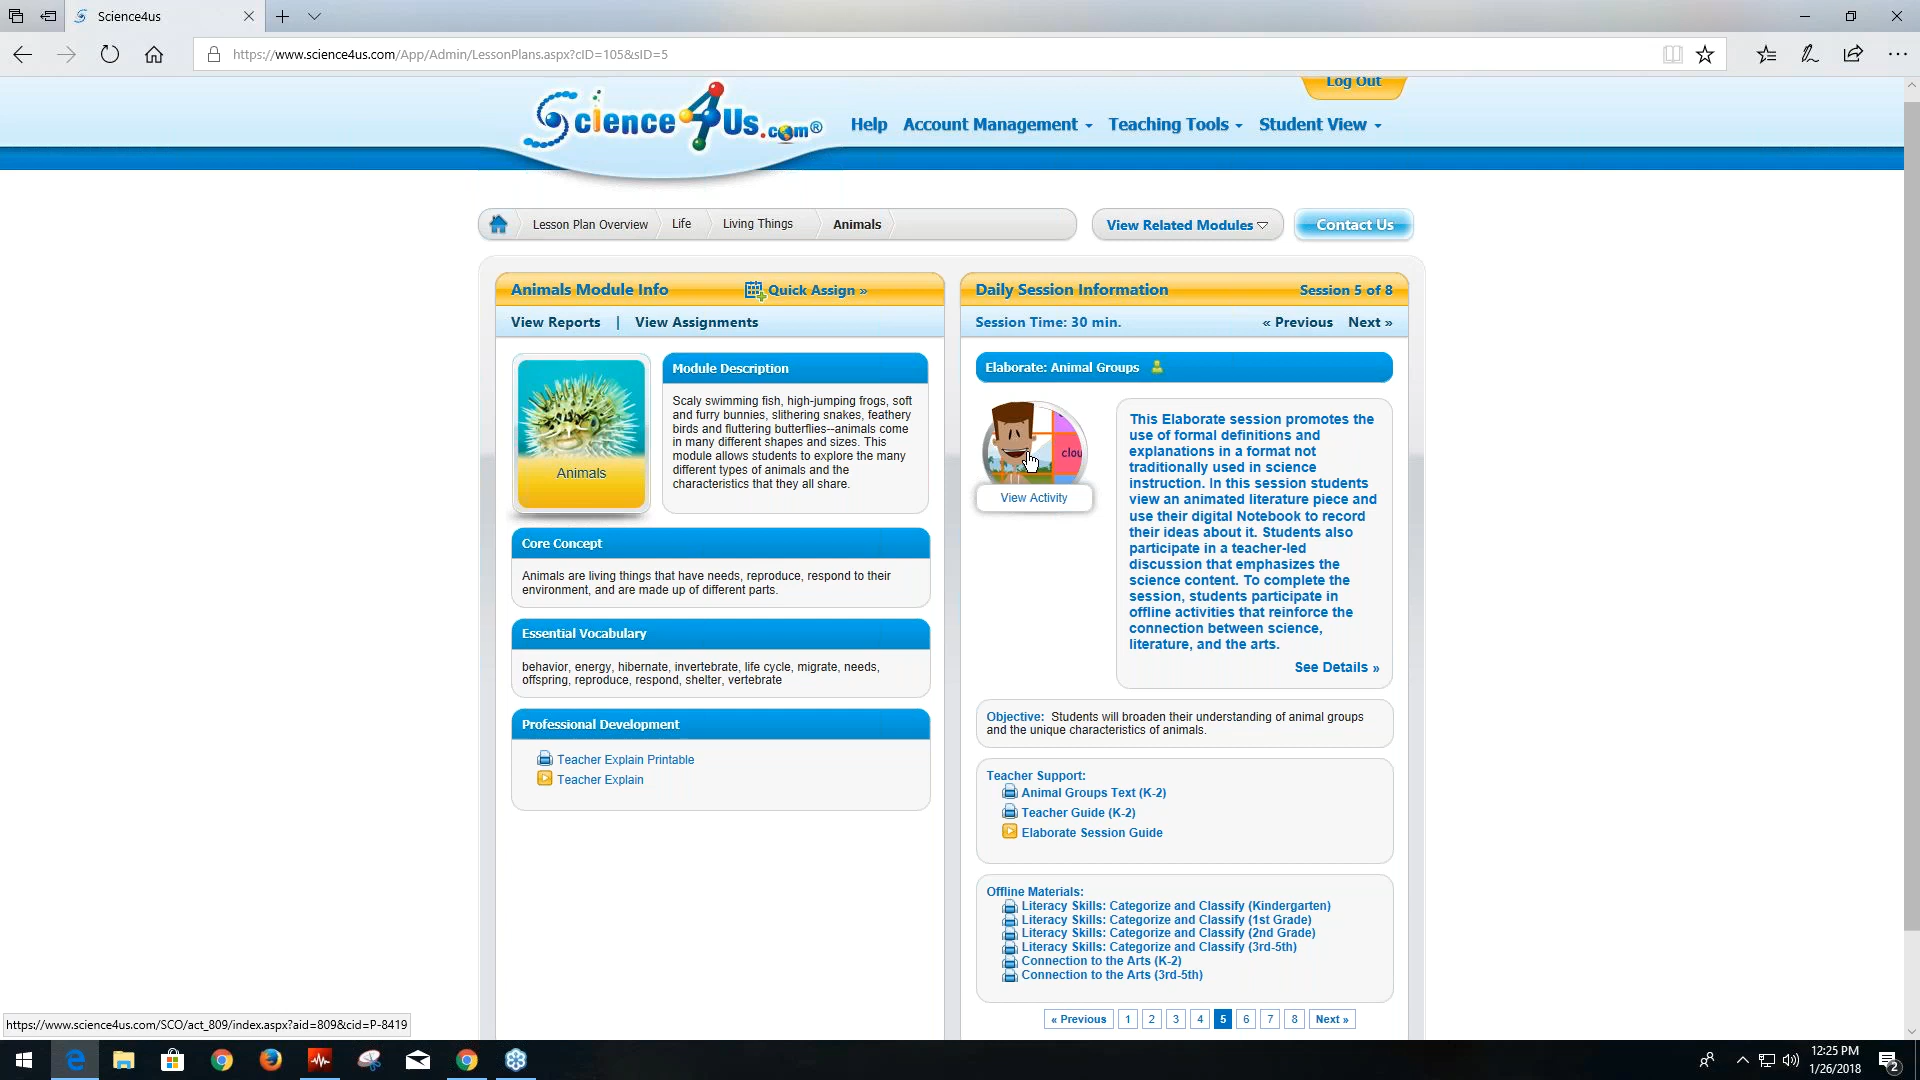 Science4us
https://www.science4us.com/App/Admin/LessonPlans.aspx?cID=105&sID=5
Log Out
Science4Us.com®
Help Account Management Teaching Tools Student View
Lesson Plan Overview Life Living Things Animals
View Related Modules
Contact Us
Animals Module Info Quick Assign »
View Reports | View Assignments
Animals
Module Description
Scaly swimming fish, high-jumping frogs, soft
and furry bunnies, slithering snakes, feathery
birds and fluttering butterflies--animals come
in many different shapes and sizes. This
module allows students to explore the many
different types of animals and the
characteristics that they all share.
Core Concept
Animals are living things that have needs, reproduce, respond to their
environment, and are made up of different parts.
Essential Vocabulary
behavior, energy, hibernate, invertebrate, life cycle, migrate, needs,
offspring, reproduce, respond, shelter, vertebrate
Professional Development
Teacher Explain Printable
Teacher Explain
Daily Session Information Session 5 of 8
Session Time: 30 min. « Previous Next »
Elaborate: Animal Groups
clou
View Activity
This Elaborate session promotes the
use of formal definitions and
explanations in a format not
traditionally used in science
instruction. In this session students
view an animated literature piece and
use their digital Notebook to record
their ideas about it. Students also
participate in a teacher-led
discussion that emphasizes the
science content. To complete the
session, students participate in
offline activities that reinforce the
connection between science,
literature, and the arts.
See Details »
Objective: Students will broaden their understanding of animal groups
and the unique characteristics of animals.
Teacher Support:
Animal Groups Text (K-2)
Teacher Guide (K-2)
Elaborate Session Guide
Offline Materials:
Literacy Skills: Categorize and Classify (Kindergarten)
Literacy Skills: Categorize and Classify (1st Grade)
Literacy Skills: Categorize and Classify (2nd Grade)
Literacy Skills: Categorize and Classify (3rd-5th)
Connection to the Arts (K-2)
Connection to the Arts (3rd-5th)
« Previous 1 2 3 4 5 6 7 8 Next »
https://www.science4us.com/SCO/act_809/index.aspx?aid=809&cid=P-8419
12:25 PM
1/26/2018
2